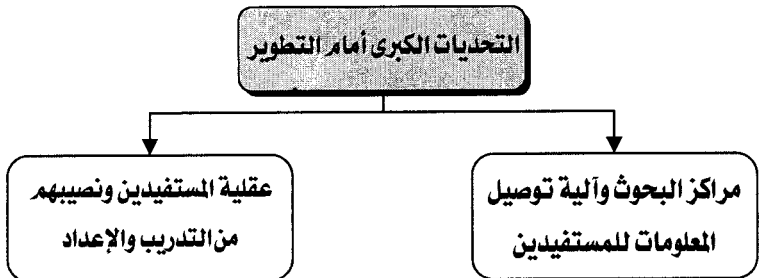 التحديات الكبرى أمام التطوير
مراكز البحوث وآلية توصيل
المعلومات للمستفيدين
عقلية المستفيدين ونصيبهم
من التدريب والإعداد